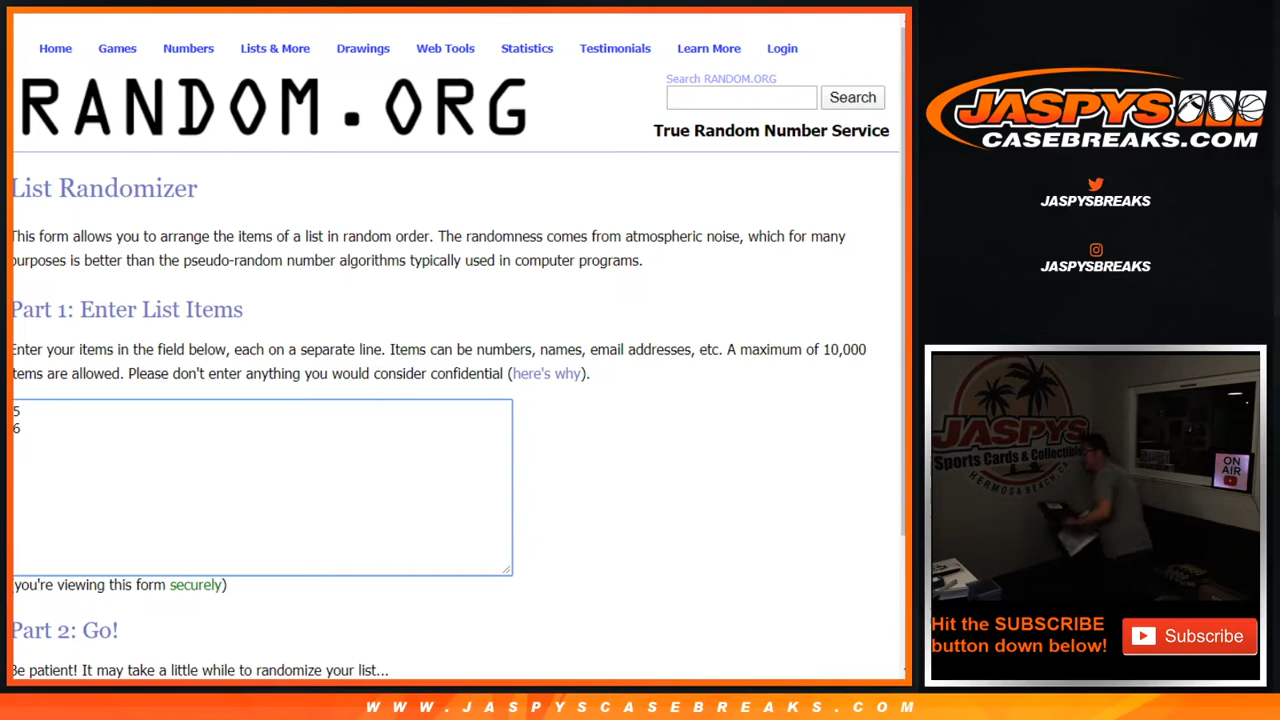 Home Games Numbers Lists & More Drawings Web Tools Statistics Testimonials Learn More Login
RANDOM.ORG
Search RANDOM.ORG
Search
True Random Number Service
List Randomizer
This form allows you to arrange the items of a list in random order. The randomness comes from atmospheric noise, which for many
purposes is better than the pseudo-random number algorithms typically used in computer programs.
Part 1: Enter List Items
Enter your items in the field below, each on a separate line. Items can be numbers, names, email addresses, etc. A maximum of 10,000
items are allowed. Please don't enter anything you would consider confidential (here's why).
5
6
(you're viewing this form securely)
Part 2: Go!
Be patient! It may take a little while to randomize your list...
JASPYS
CASEBREAKS.COM
JASPYSBREAKS
JASPYSBREAKS
JASPYS
Sports Cards & Collectibles
HERMOSA BEACH, CA
ON
AIR
Hit the SUBSCRIBE
button down below!
Subscribe
WWW.JASPYSCASEBREAKS.COM